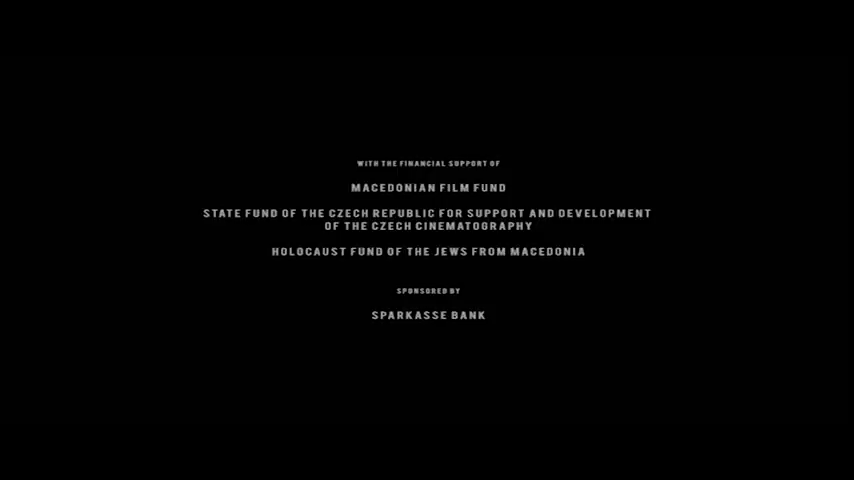 WITH THE FINANCIAL SUPPORT OF
MACEDONIAN FILM FUND
STATE FUND OF THE CZECH REPUBLIC FOR SUPPORT AND DEVELOPMENT
OF THE CZECH CINEMATOGRAPHY
HOLOCAUST FUND OF THE JEWS FROM MACEDONIA
SPONSORED BY
SPARKASSE BANK